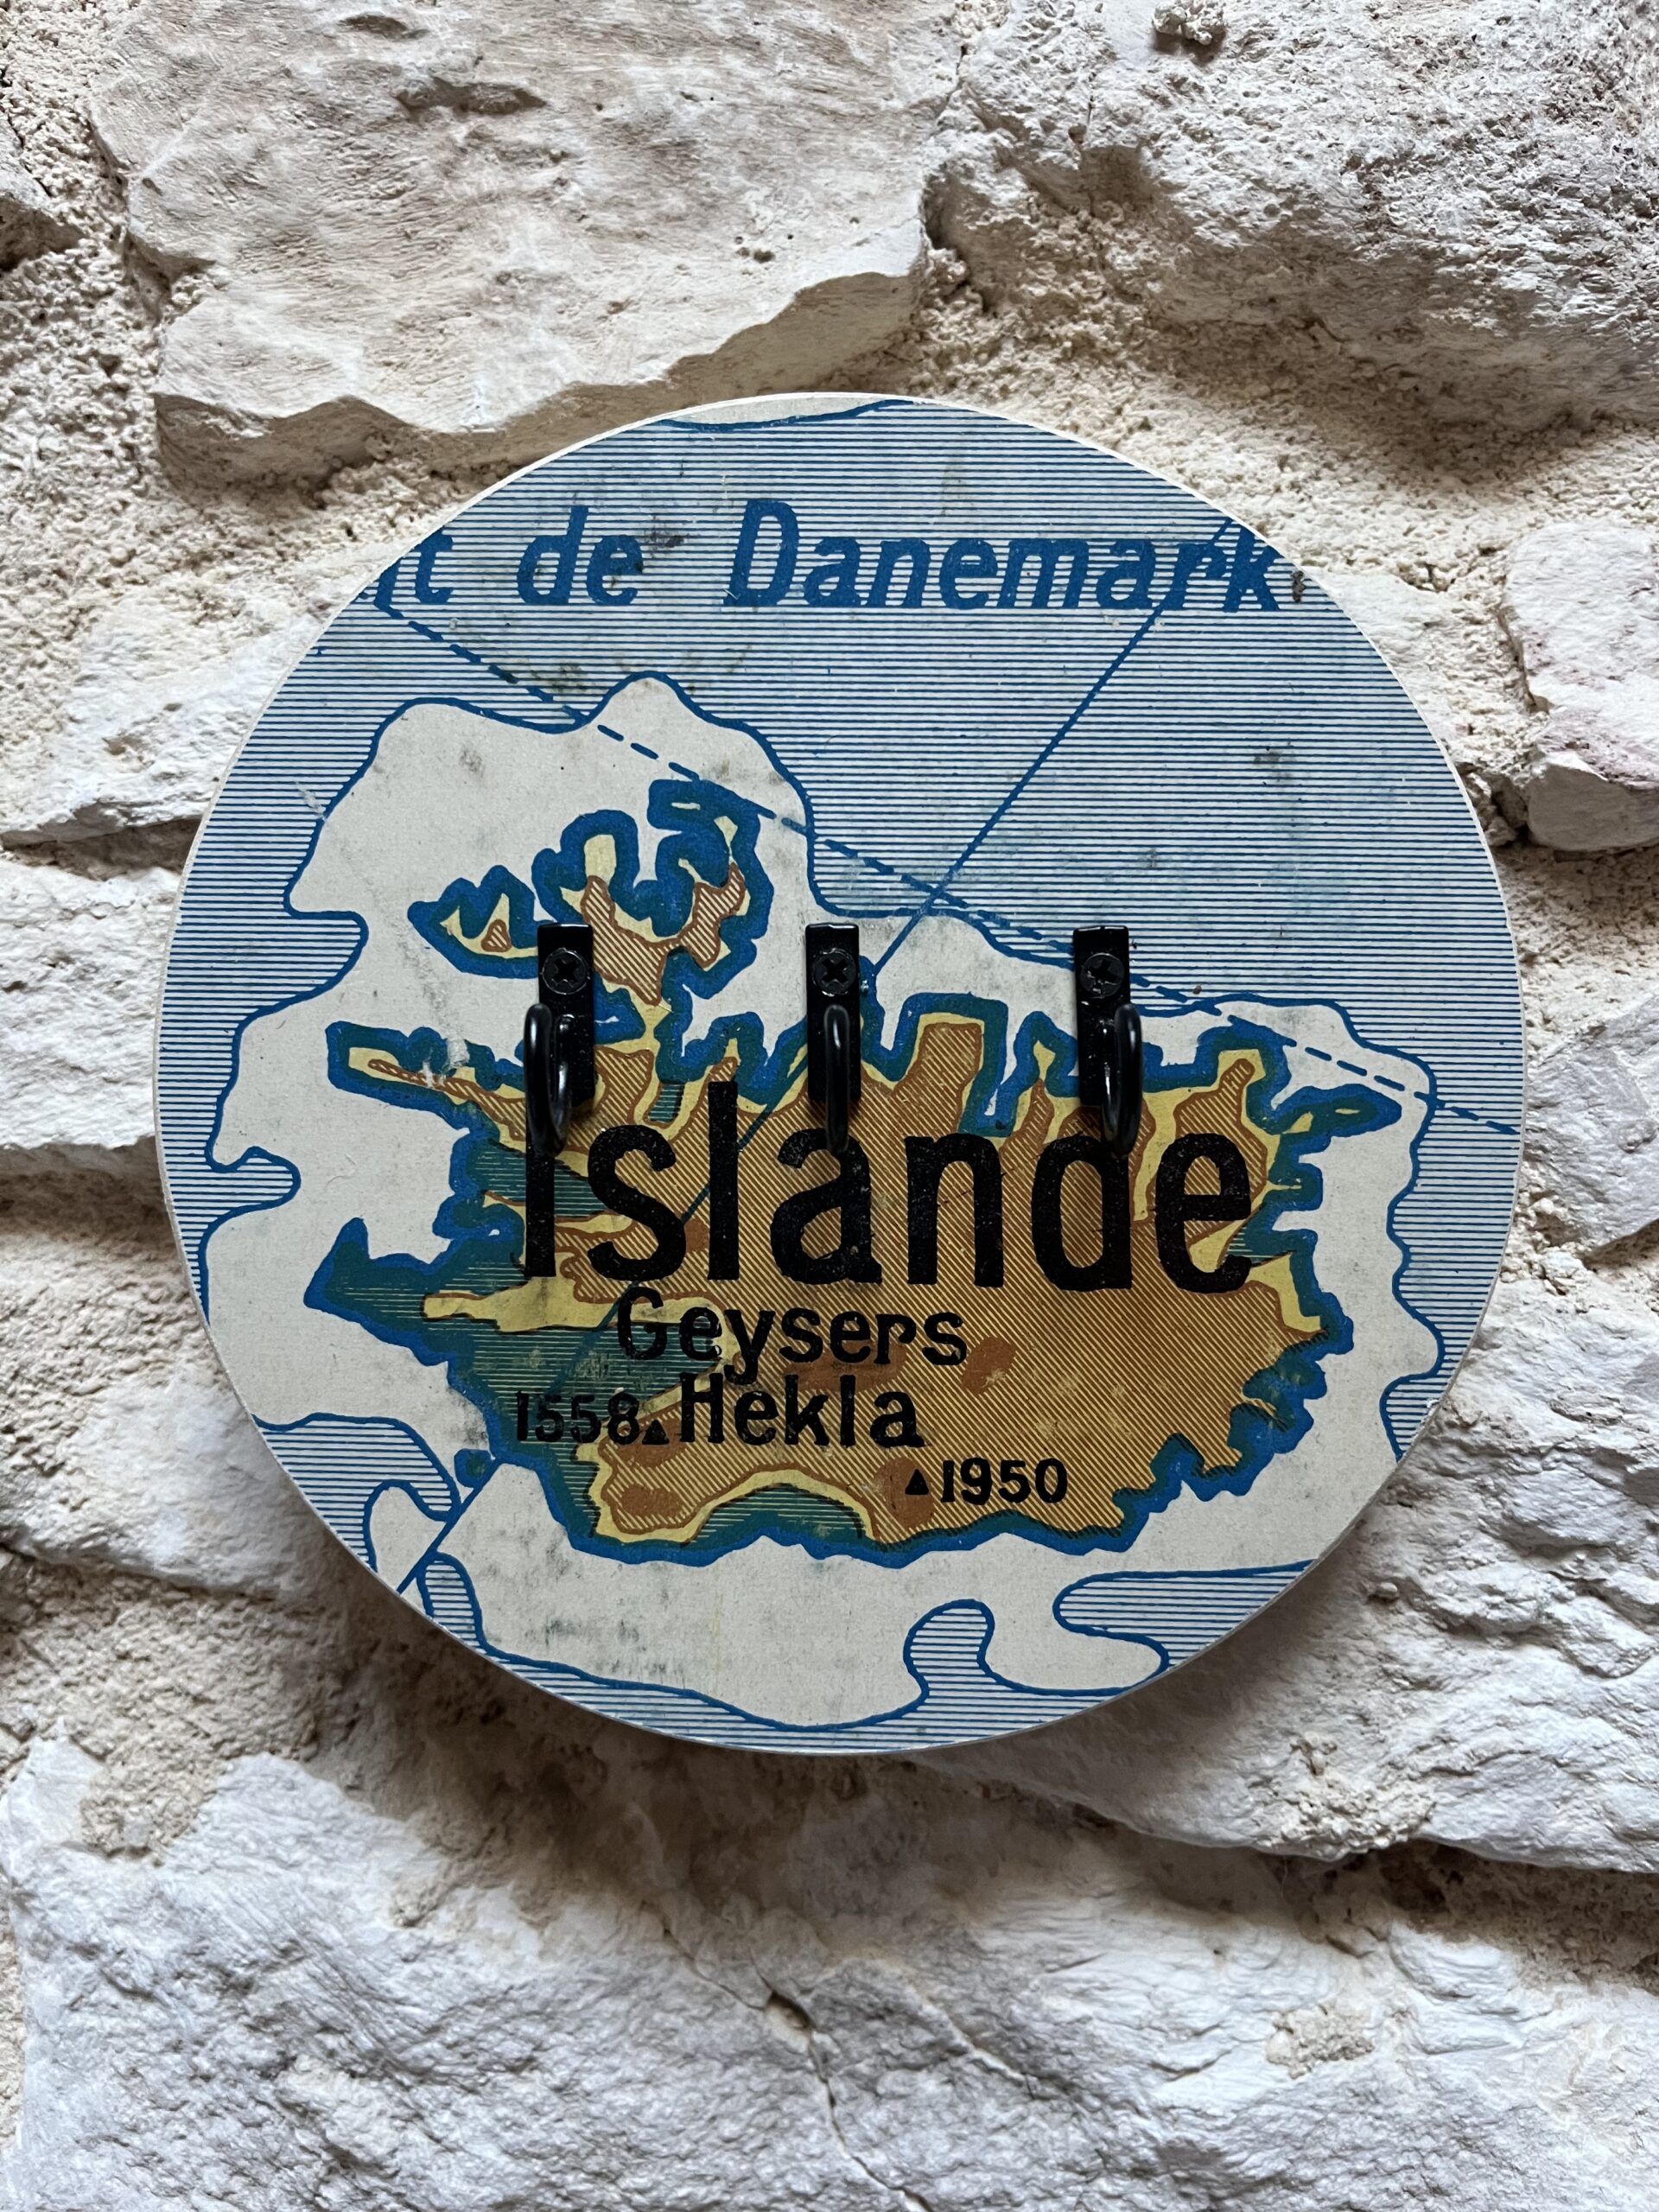 t de Danemark
Islande
Geysers
1558 Hekla
1950